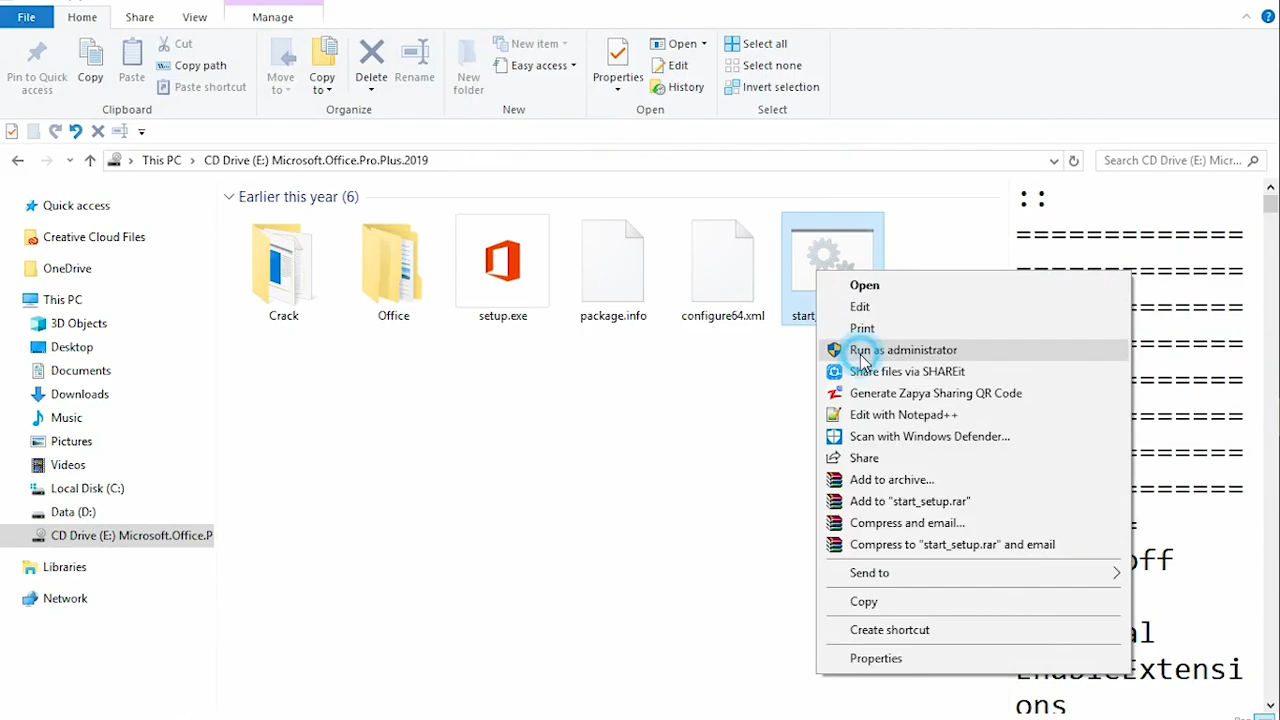 File
Home
Share
View
Manage
Pin to Quick access
Copy
Paste
Cut
Copy path
Paste shortcut
Clipboard
Move to
Copy to
Delete
Rename
Organize
New folder
New item
Easy access
New
Properties
Open
Edit
History
Open
Select all
Select none
Invert selection
Select
This PC > CD Drive (E:) Microsoft.Office.Pro.Plus.2019
Search CD Drive (E:) Micr...
Quick access
Creative Cloud Files
OneDrive
This PC
3D Objects
Desktop
Documents
Downloads
Music
Pictures
Videos
Local Disk (C:)
Data (D:)
CD Drive (E:) Microsoft.Office.P
Libraries
Network
Earlier this year (6)
Crack
Office
setup.exe
package.info
configure64.xml
Open
Edit
Print
Run as administrator
Share files via SHAREit
Generate Zapya Sharing QR Code
Edit with Notepad++
Scan with Windows Defender...
Share
Add to archive...
Add to "start_setup.rar"
Compress and email...
Compress to "start_setup.rar" and email
Send to
Copy
Create shortcut
Properties
::
=============
=============
ons